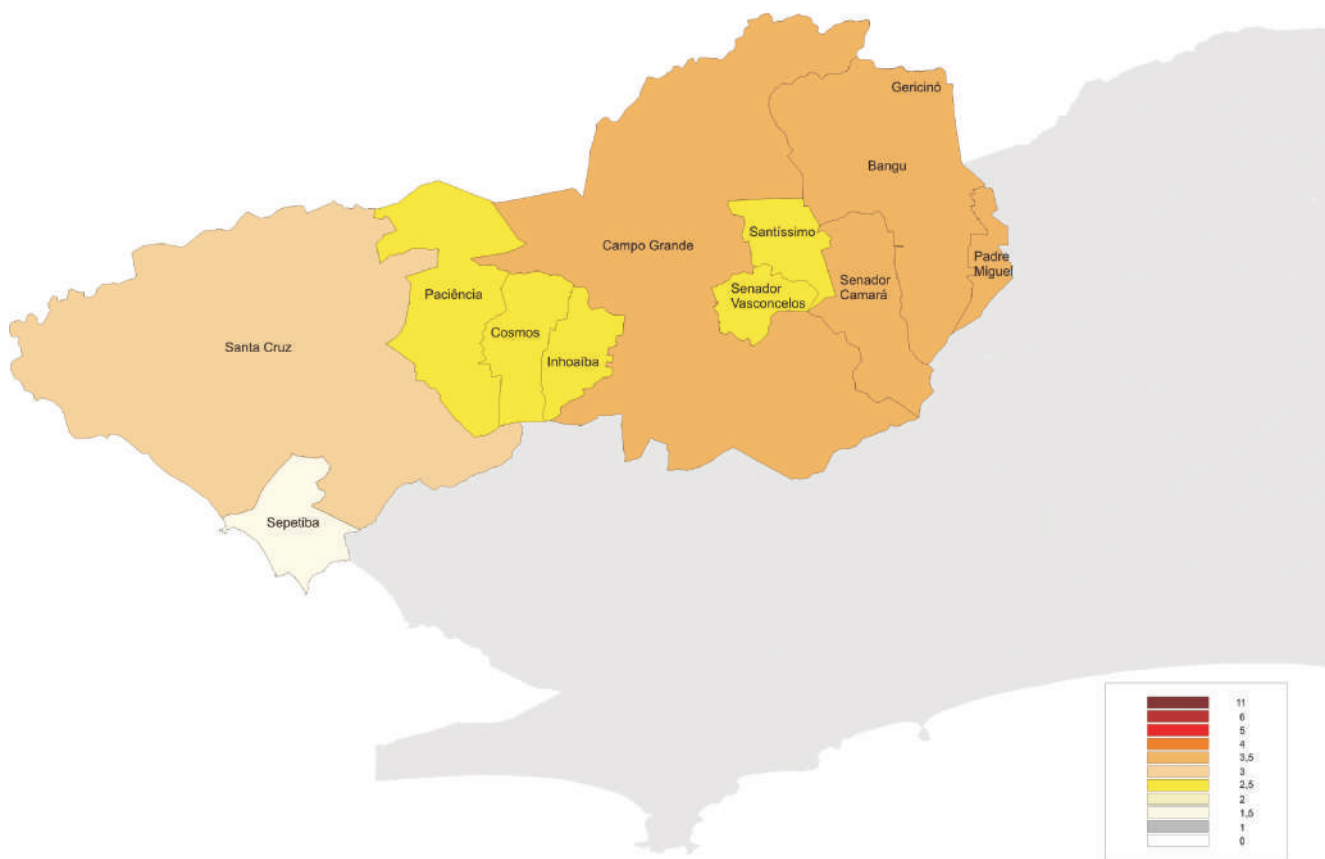 Gericinó
Bangu
Santíssimo
Campo Grande
Padre
Miguel
Senador
Camará
Senador
Vasconcelos
Paciência
Cosmos
Inhoaíba
Santa Cruz
Sepetiba
11
6
5
4
3,5
3
2,5
2
1,5
1
0